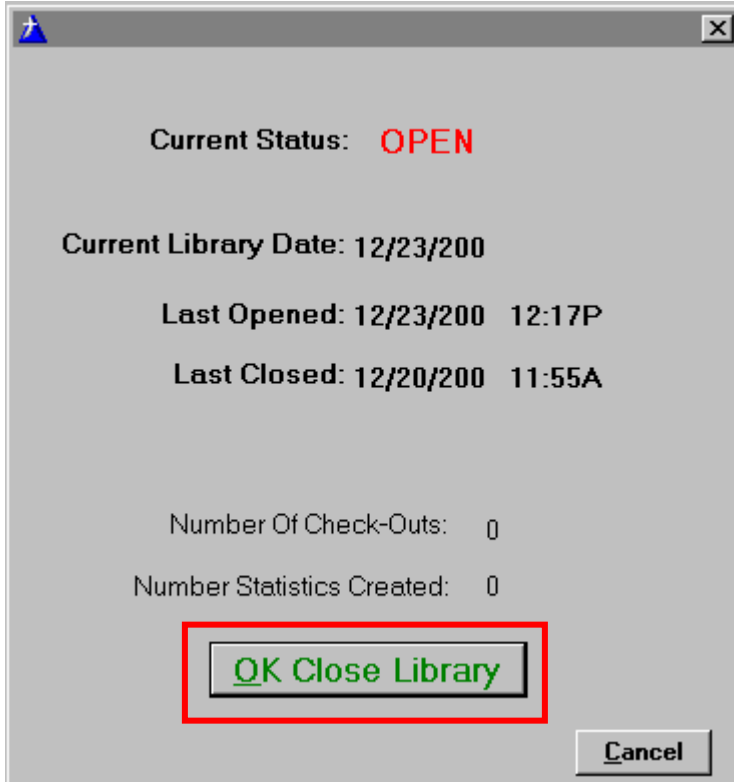 Current Status: OPEN
Current Library Date: 12/23/200
Last Opened: 12/23/200 12:17P
Last Closed: 12/20/200 11:55A
Number Of Check-Outs: 0
Number Statistics Created: 0
OK Close Library
Cancel